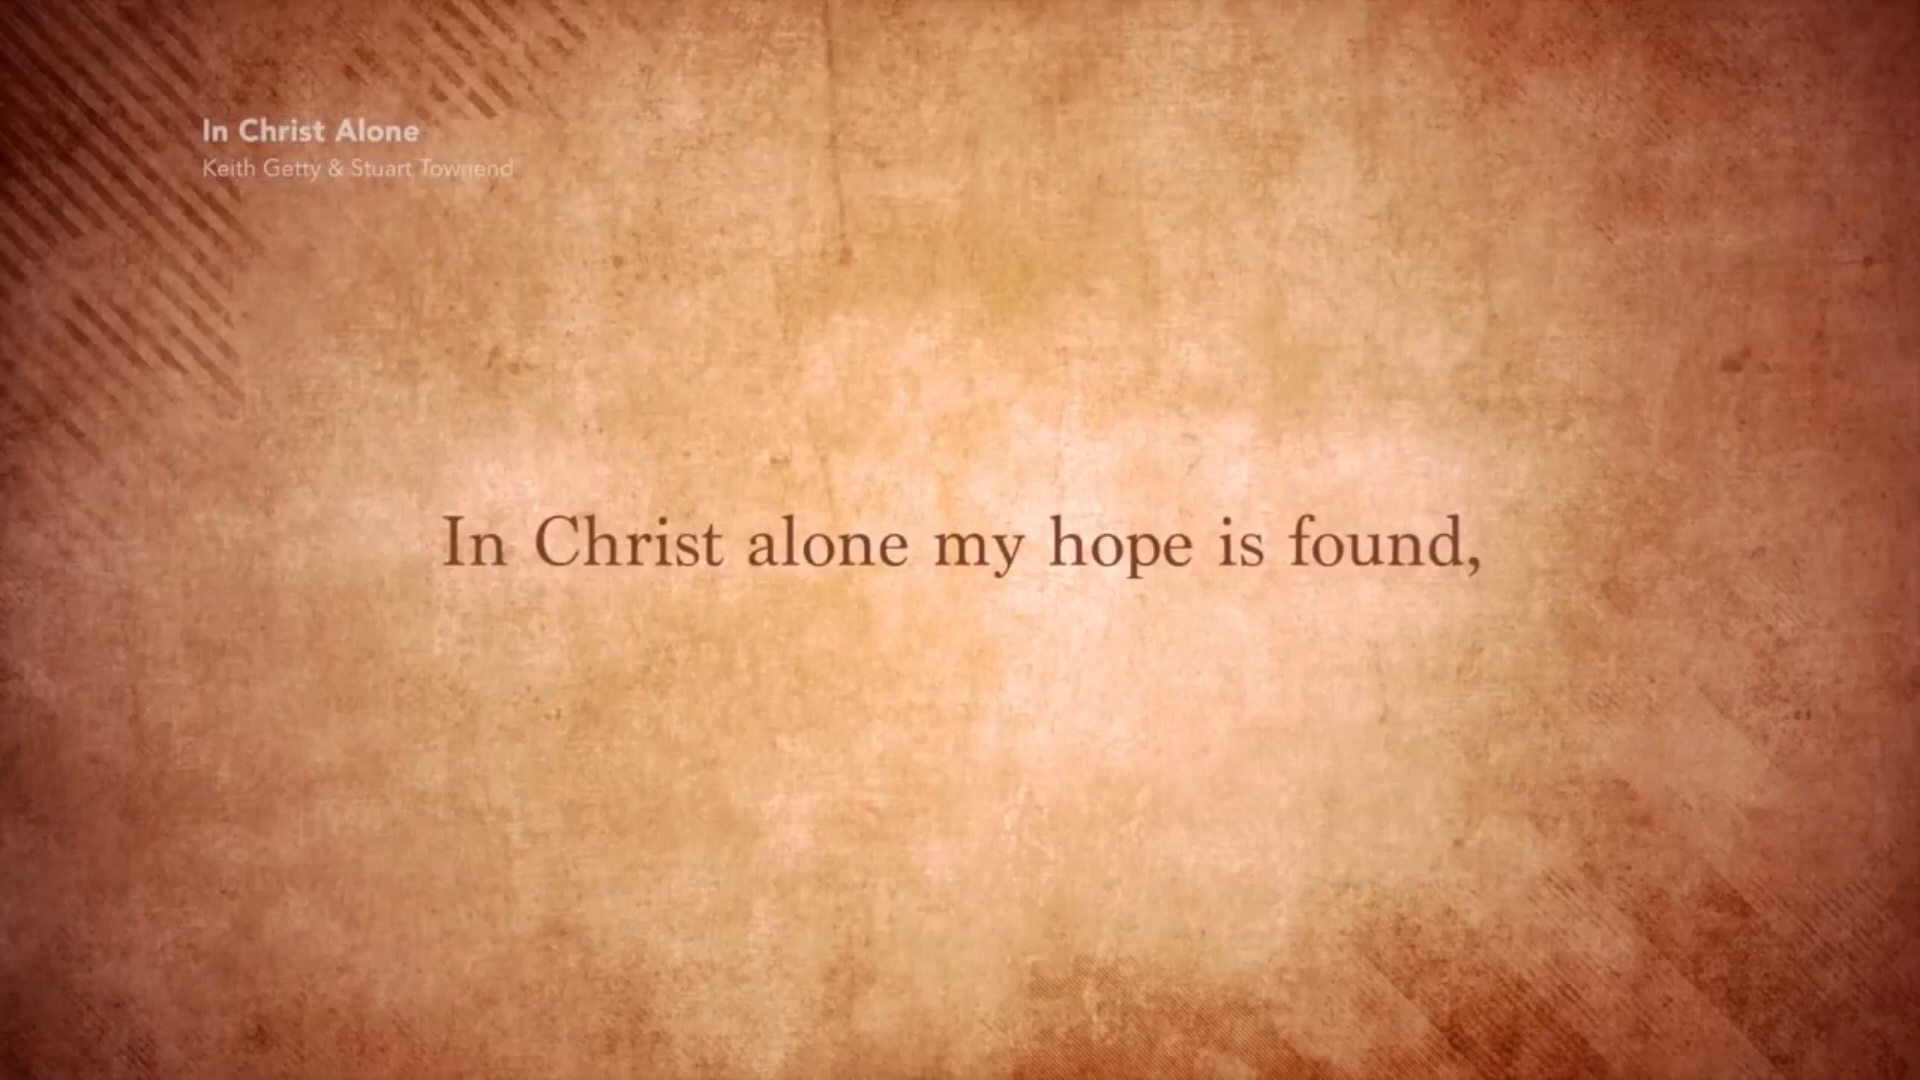 In Christ Alone
Keith Getty & Stuart Townend
In Christ alone my hope is found,